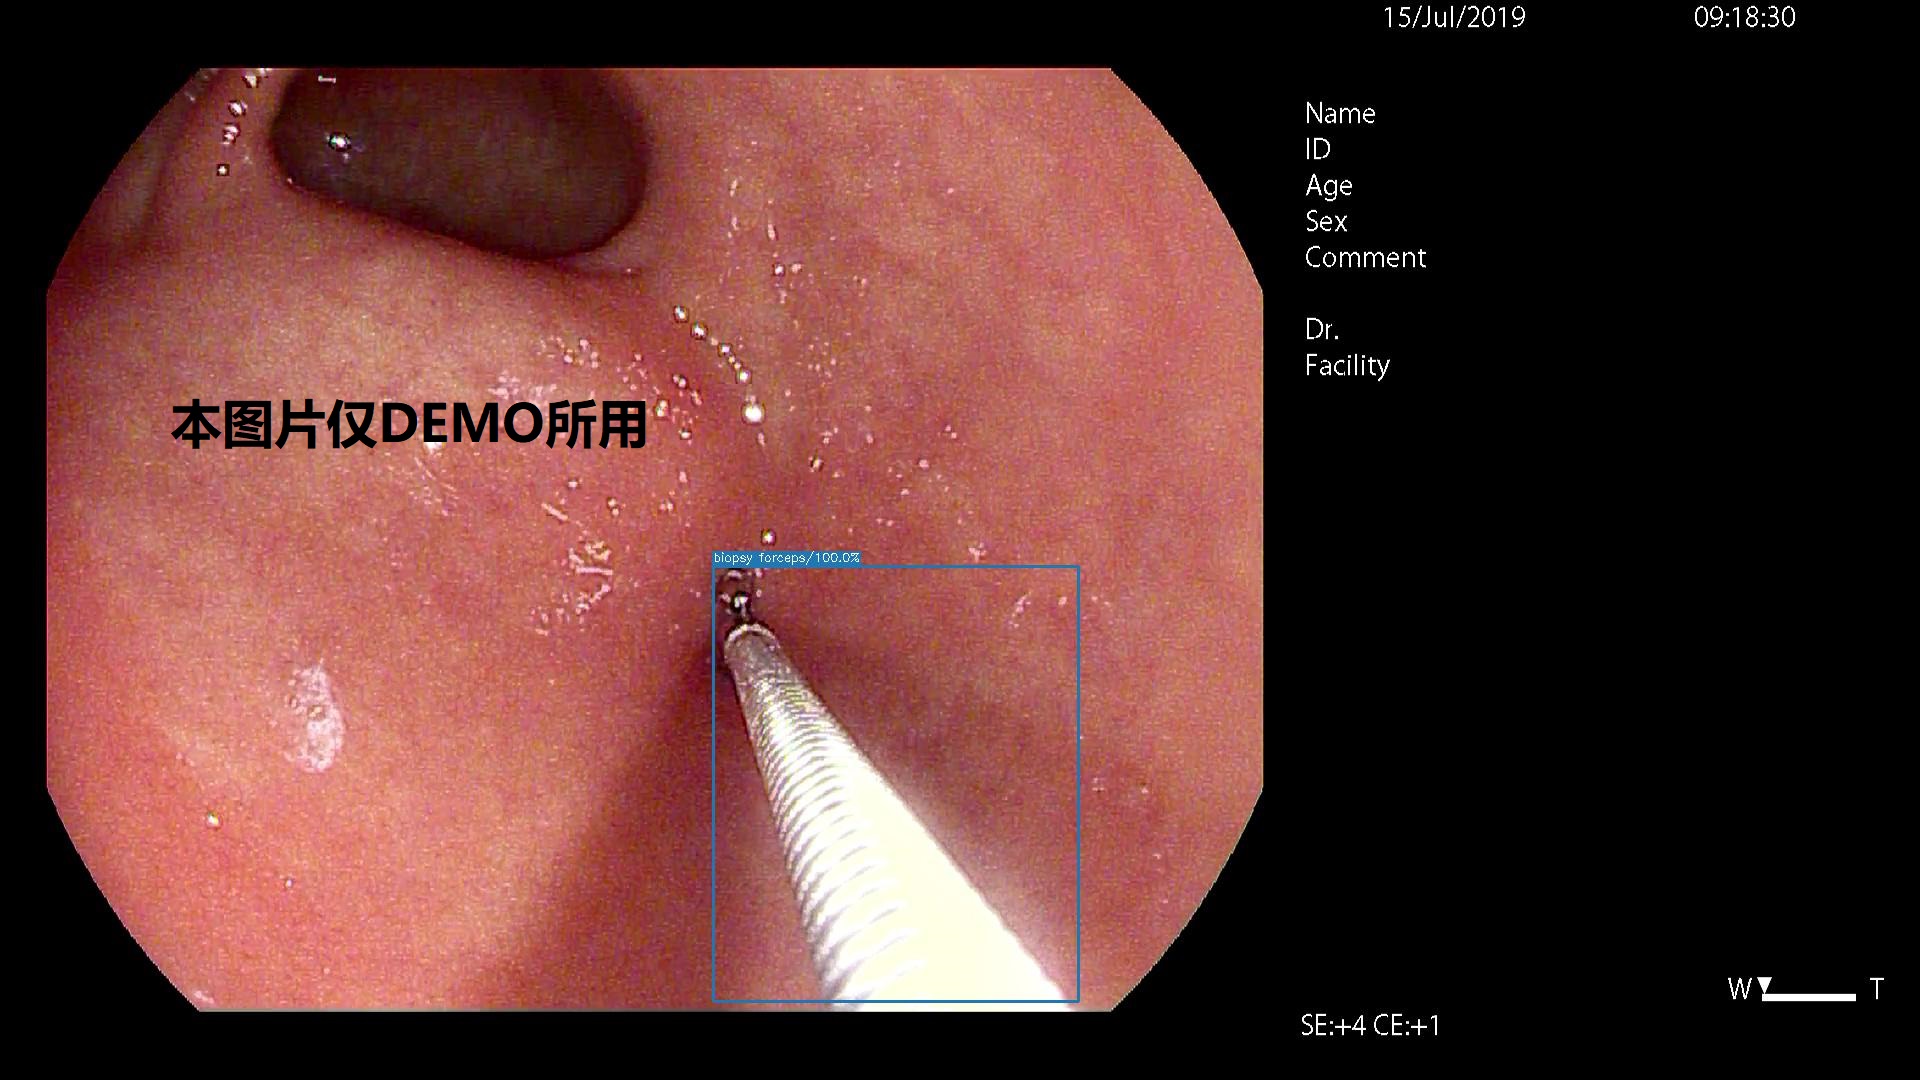 15/Jul/2019 09:18:30
Name
ID
Age
Sex
Comment
Dr.
Facility
本图片仅DEMO所用
biopsy forceps/100.0%
W T
SE:+4 CE:+1